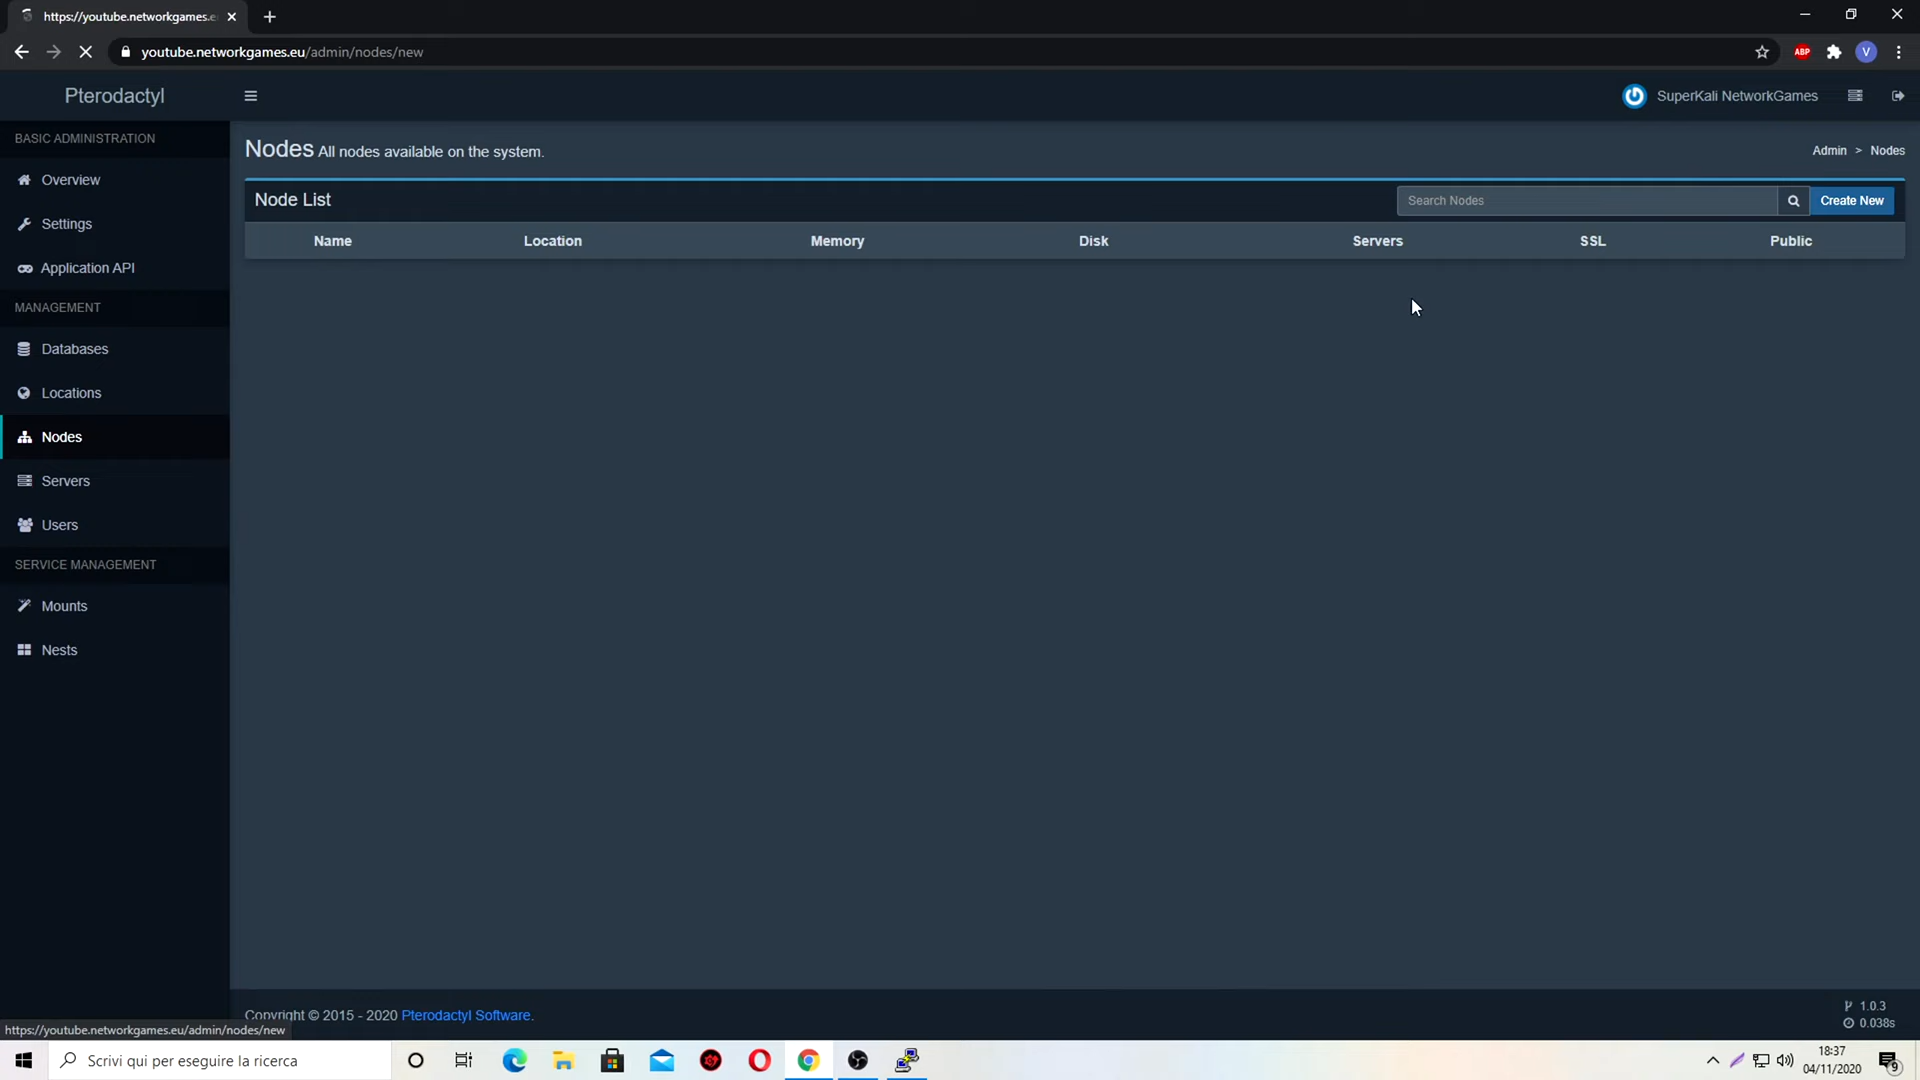 https://youtube.networkgames.e
youtube.networkgames.eu/admin/nodes/new
ABP
V
Pterodactyl
SuperKali NetworkGames
BASIC ADMINISTRATION
Overview
Settings
Application API
MANAGEMENT
Databases
Locations
Nodes
Servers
Users
SERVICE MANAGEMENT
Mounts
Nests
Nodes All nodes available on the system.
Admin > Nodes
Node List
Search Nodes
Create New
Name Location Memory Disk Servers SSL Public
Copyright © 2015 - 2020 Pterodactyl Software.
1.0.3
0.038s
https://youtube.networkgames.eu/admin/nodes/new
Scrivi qui per eseguire la ricerca
18:37
04/11/2020
9